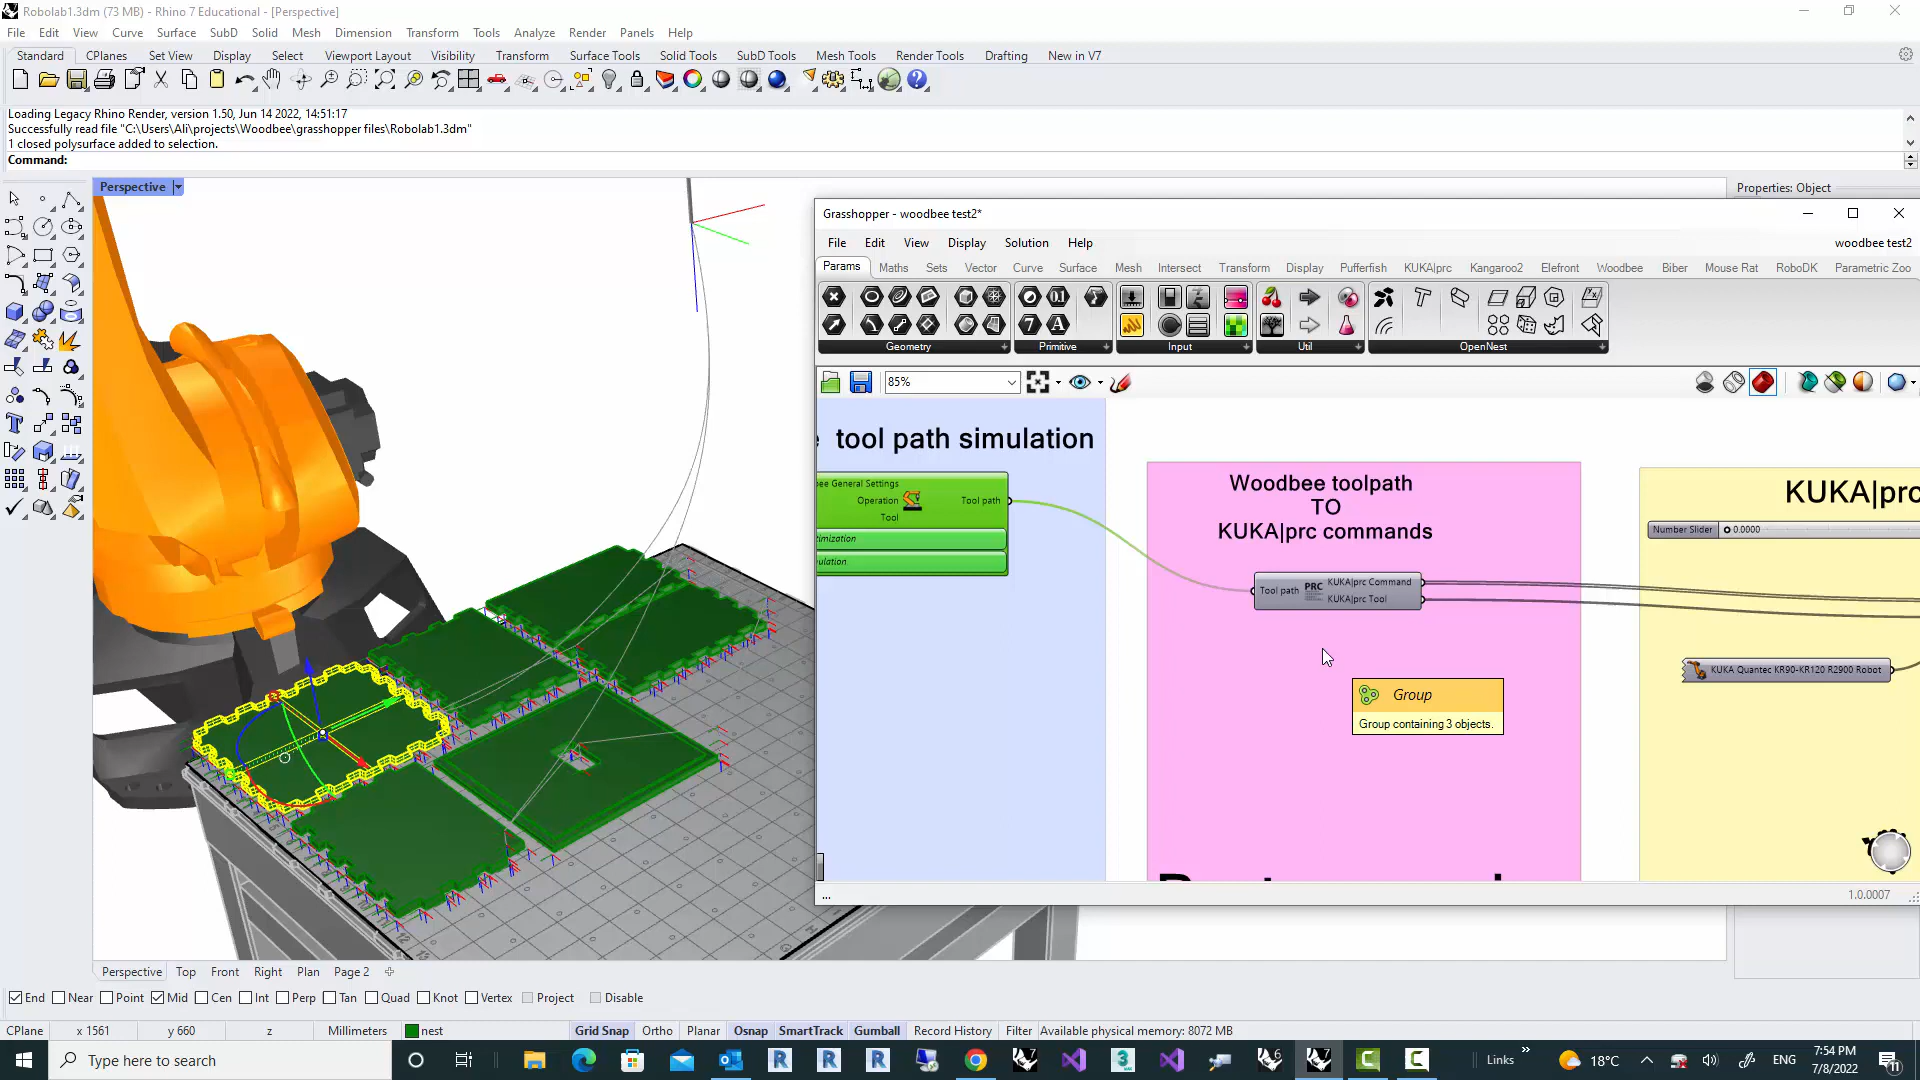 Robolab1.3dm (73 MB) - Rhino 7 Educational - [Perspective]
File Edit View Curve Surface SubD Solid Mesh Dimension Transform Tools Analyze Render Panels Help
Standard CPlanes Set View Display Select Viewport Layout Visibility Transform Surface Tools Solid Tools SubD Tools Mesh Tools Render Tools Drafting New in V7
Loading Legacy Rhino Render, version 1.50, Jun 14 2022, 14:51:17
Successfully read file "C:\Users\Ali\projects\Woodbee\grasshopper files\Robolab1.3dm"
1 closed polysurface added to selection.
Command:
Perspective
Properties: Object
Grasshopper - woodbee test2*
File Edit View Display Solution Help woodbee test2
Params Maths Sets Vector Curve Surface Mesh Intersect Transform Display Pufferfish KUKA|prc Kangaroo2 Elefront Woodbee Biber Mouse Rat RoboDK Parametric Zoo
Geometry Primitive Input Util OpenNest
85%
tool path simulation
ee General Settings
Operation
Tool
Tool path
timization
ulation
Woodbee toolpath
TO
KUKA|prc commands
Tool path PRC KUKA|prc Command
KUKA|prc Tool
Group
Group containing 3 objects.
KUKA|prc
Number Slider 0.0000
KUKA Quantec KR90-KR120 R2900 Robot
...
1.0.0007
Perspective Top Front Right Plan Page 2
End Near Point Mid Cen Int Perp Tan Quad Knot Vertex Project Disable
CPlane x 1561 y 660 z Millimeters nest Grid Snap Ortho Planar Osnap SmartTrack Gumball Record History Filter Available physical memory: 8072 MB
Type here to search
Links
18°C
ENG
7:54 PM
7/8/2022